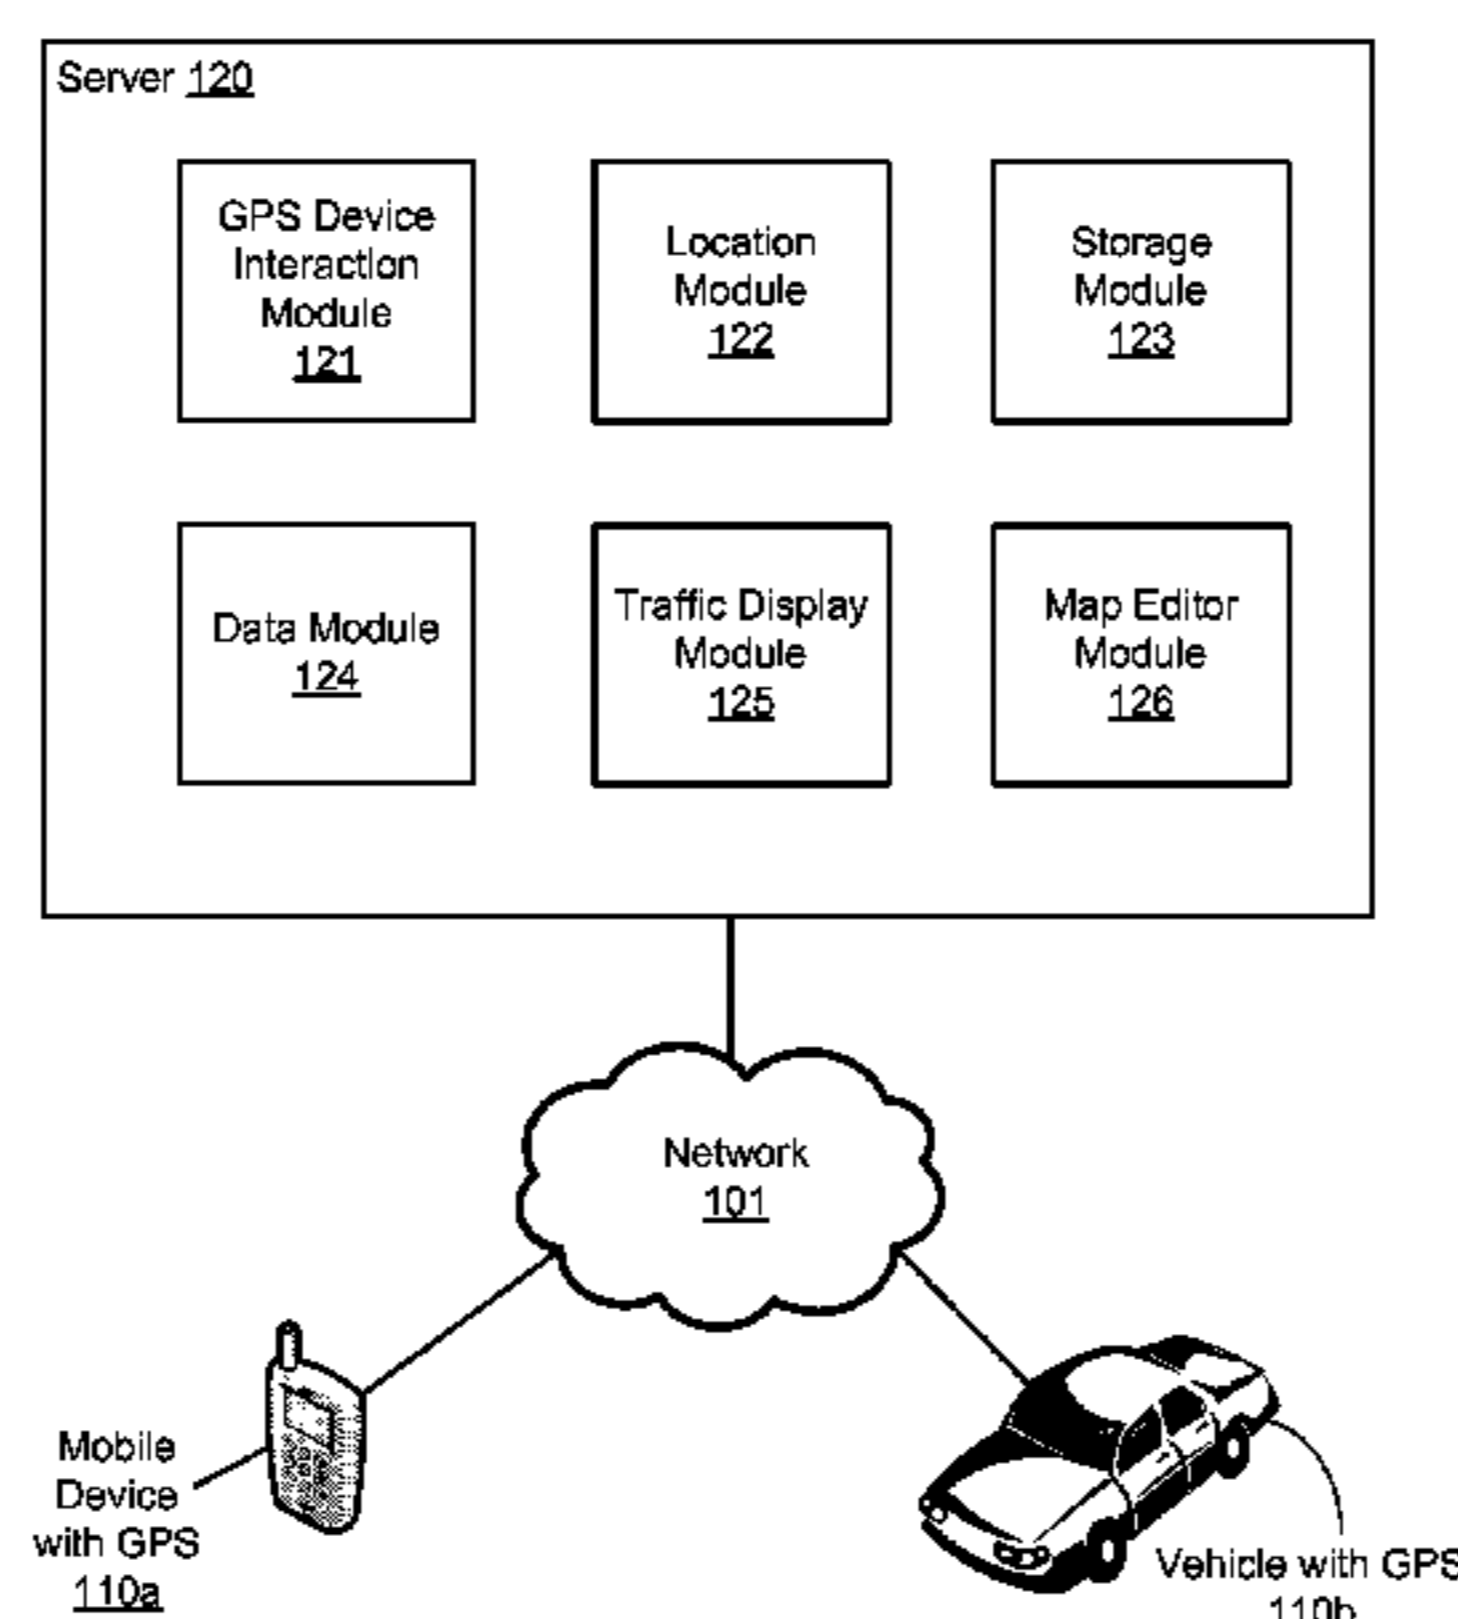 Server 120
GPS Device
Interaction
Module
121
Location
Module
122
Storage
Module
123
Data Module
124
Traffic Display
Module
125
Map Editor
Module
126
Network
101
Mobile
Device
with GPS
110a
Vehicle with GPS
110b